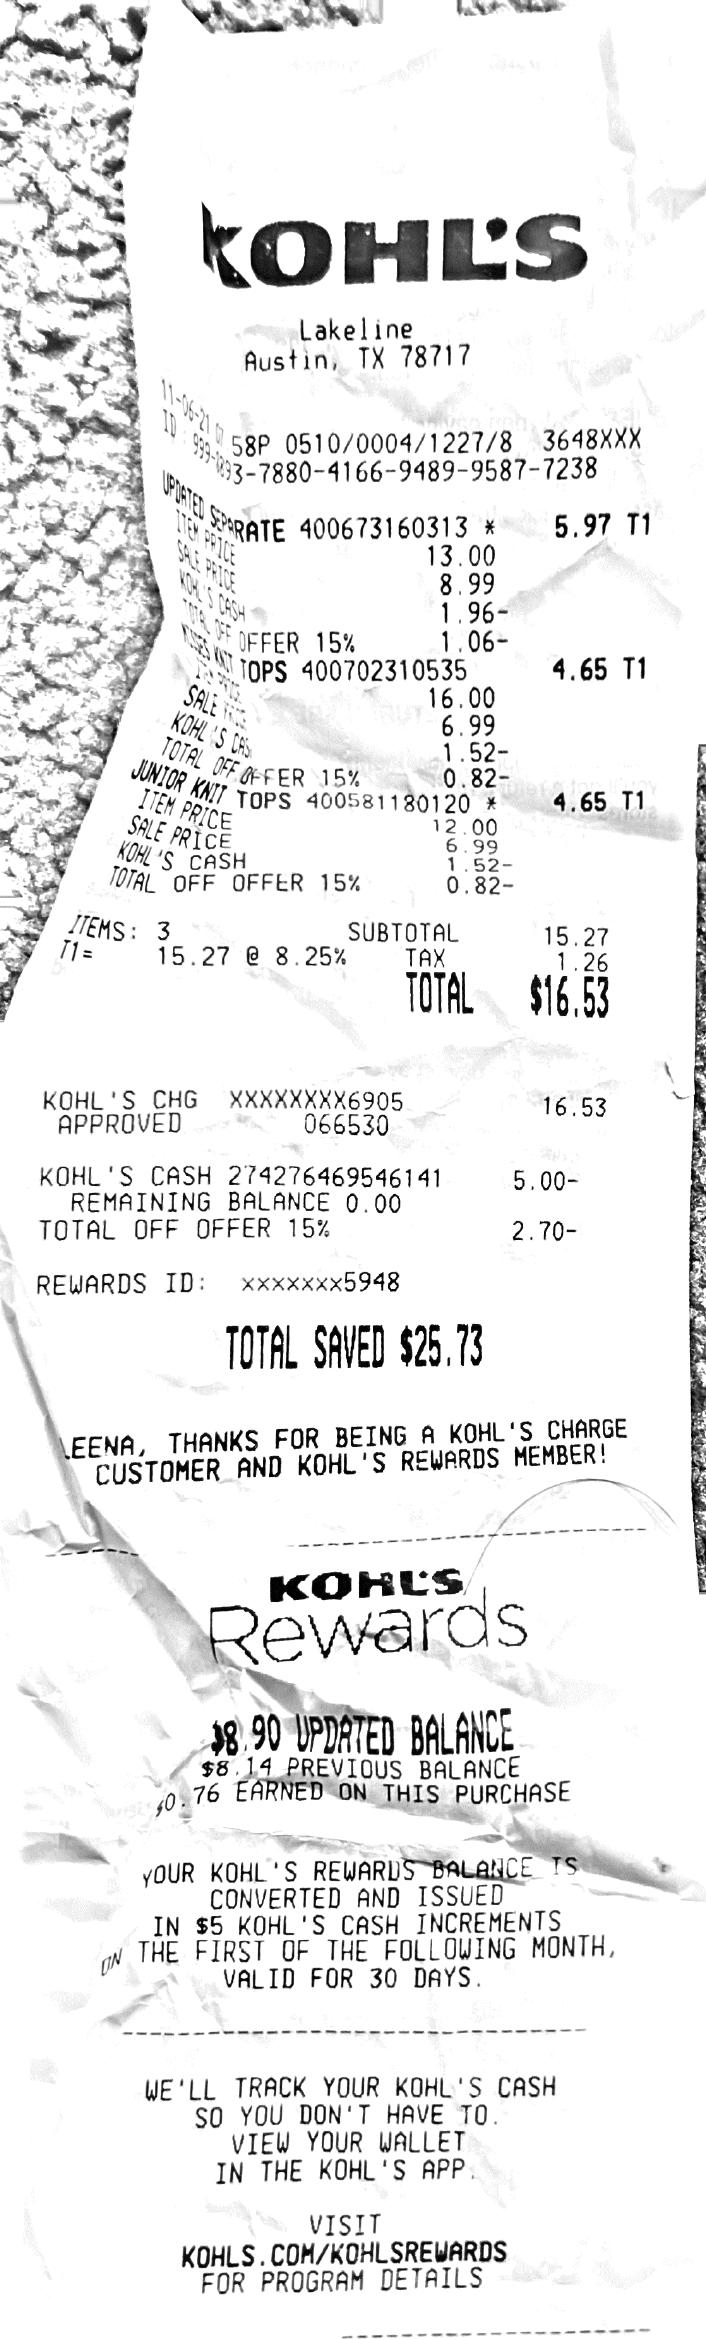 KOHL'S
Lakeline
Austin, TX 78717
11-06-21 58P 0510/0004/1227/8 3648XXX
ID: 999-1893-7880-4166-9489-9587-7238
UPDATED SEPARATE 400673160313 * 5.97 T1
ITEM PRICE 13.00
SALE PRICE 8.99
KOHL'S CASH 1.96-
TOTAL OFF OFFER 15% 1.06-
MISSES KNIT TOPS 400702310535 4.65 T1
ITM PRICE 16.00
SALE PRICE 6.99
KOHL'S CAS 1.52-
TOTAL OFF OFFER 15% 0.82-
JUNIOR KNIT TOPS 400581180120 * 4.65 T1
ITEM PRICE 12.00
SALE PRICE 6.99
KOHL'S CASH 1.52-
TOTAL OFF OFFER 15% 0.82-
ITEMS: 3 SUBTOTAL 15.27
T1= 15.27 @ 8.25% TAX 1.26
TOTAL $16.53
KOHL'S CHG XXXXXXXX6905 16.53
APPROVED 066530
KOHL'S CASH 274276469546141 5.00-
REMAINING BALANCE 0.00
TOTAL OFF OFFER 15% 2.70-
REWARDS ID: xxxxxxx5948
TOTAL SAVED $25.73
LEENA, THANKS FOR BEING A KOHL'S CHARGE
CUSTOMER AND KOHL'S REWARDS MEMBER!
KOHL'S
Rewards
$8.90 UPDATED BALANCE
$8.14 PREVIOUS BALANCE
$0.76 EARNED ON THIS PURCHASE
YOUR KOHL'S REWARDS BALANCE IS
CONVERTED AND ISSUED
IN $5 KOHL'S CASH INCREMENTS
ON THE FIRST OF THE FOLLOWING MONTH,
VALID FOR 30 DAYS.
WE'LL TRACK YOUR KOHL'S CASH
SO YOU DON'T HAVE TO.
VIEW YOUR WALLET
IN THE KOHL'S APP.
VISIT
KOHLS.COM/KOHLSREWARDS
FOR PROGRAM DETAILS